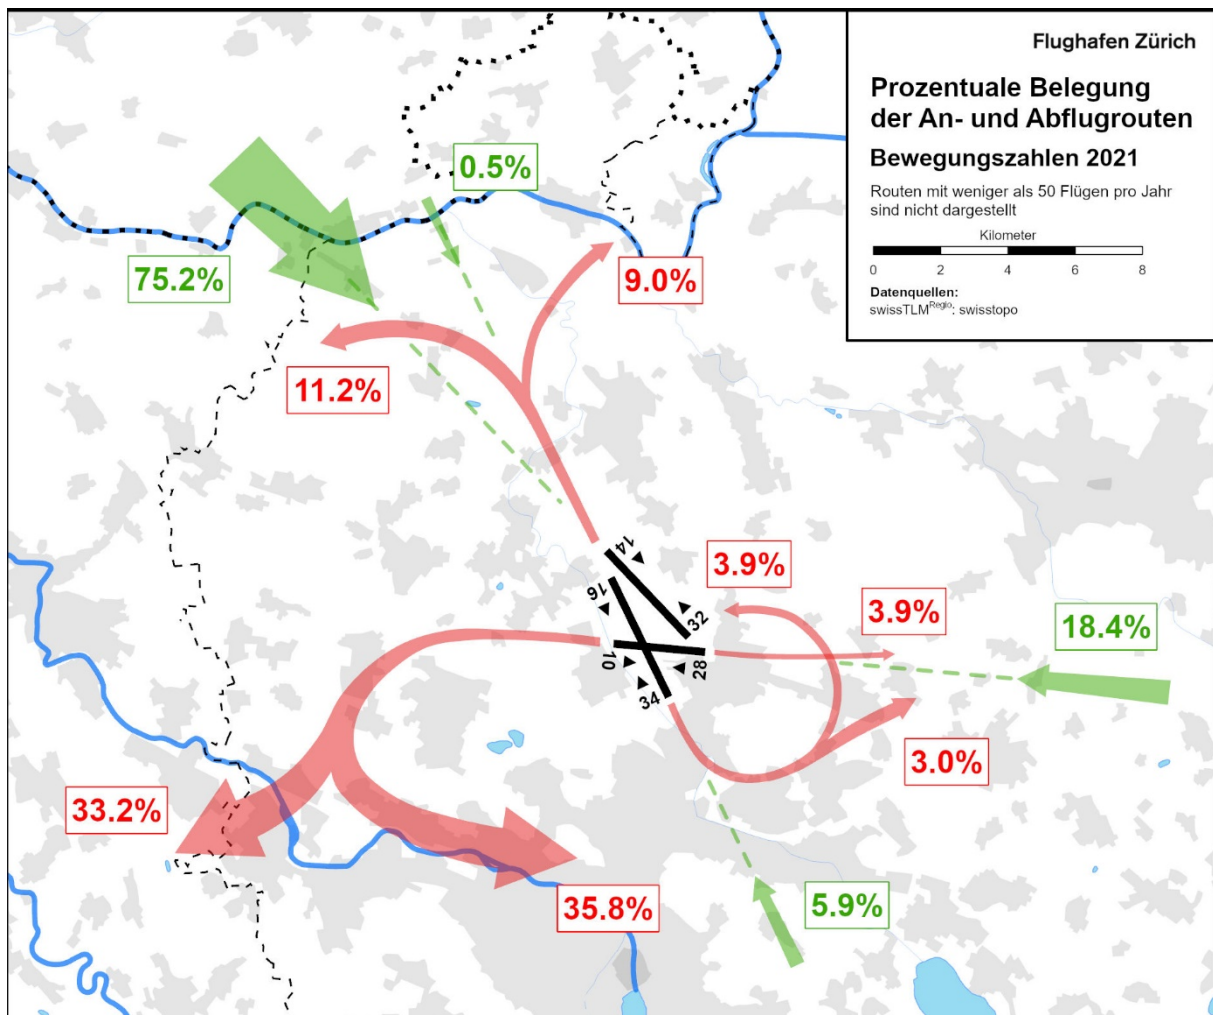 Flughafen Zürich
Prozentuale Belegung
der An- und Abflugrouten
Bewegungszahlen 2021
Routen mit weniger als 50 Flügen pro Jahr
sind nicht dargestellt
Kilometer
0 2 4 6 8
Datenquellen:
swissTLMRegio: swisstopo
0.5%
75.2%
9.0%
11.2%
14
16
3.9%
32
3.9%
18.4%
10
28
34
3.0%
33.2%
35.8%
5.9%